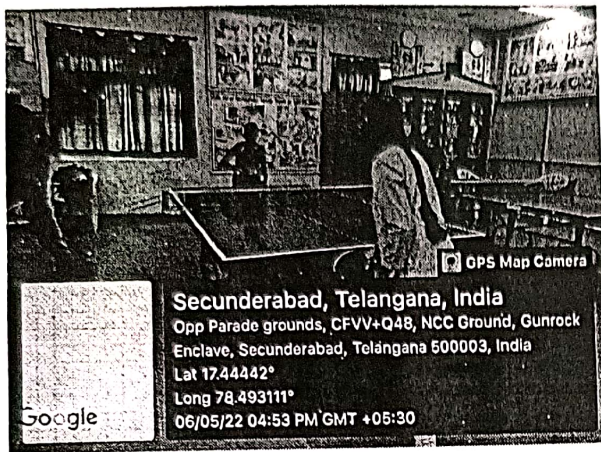 GPS Map Camera
Secunderabad, Telangana, India
Opp Parade grounds, CFVV+Q48, NCC Ground, Gunrock
Enclave, Secunderabad, Telangana 500003, India
Lat 17.44442°
Long 78.493111°
06/05/22 04:53 PM GMT +05:30
Google